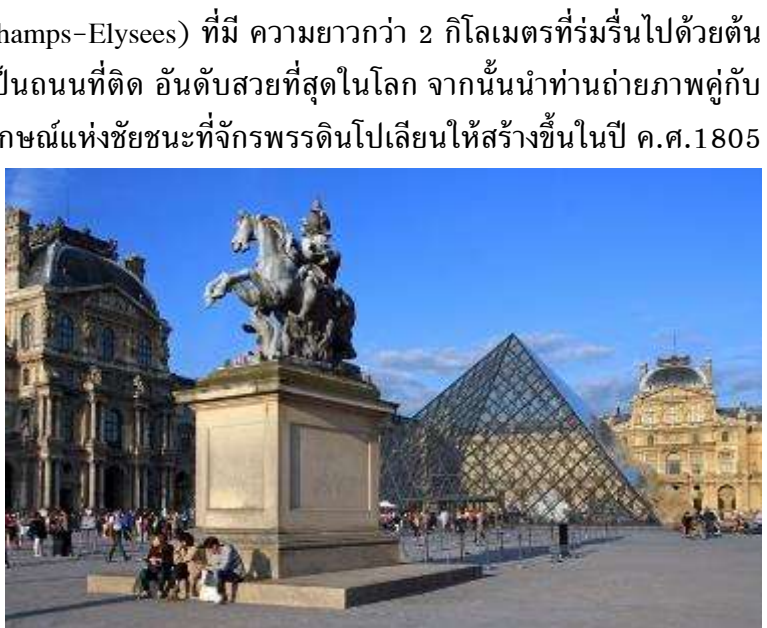 hamps-Elysees) ที่มี ความยาวกว่า 2 กิโลเมตรที่ร่มรื่นไปด้วยต้น
ป็นถนนที่ติด อันดับสวยที่สุดในโลก จากนั้นนำท่านถ่ายภาพคู่กับ
กษณ์แห่งชัยชนะที่จักรพรรดินโปเลียนให้สร้างขึ้นในปี ค.ศ.1805